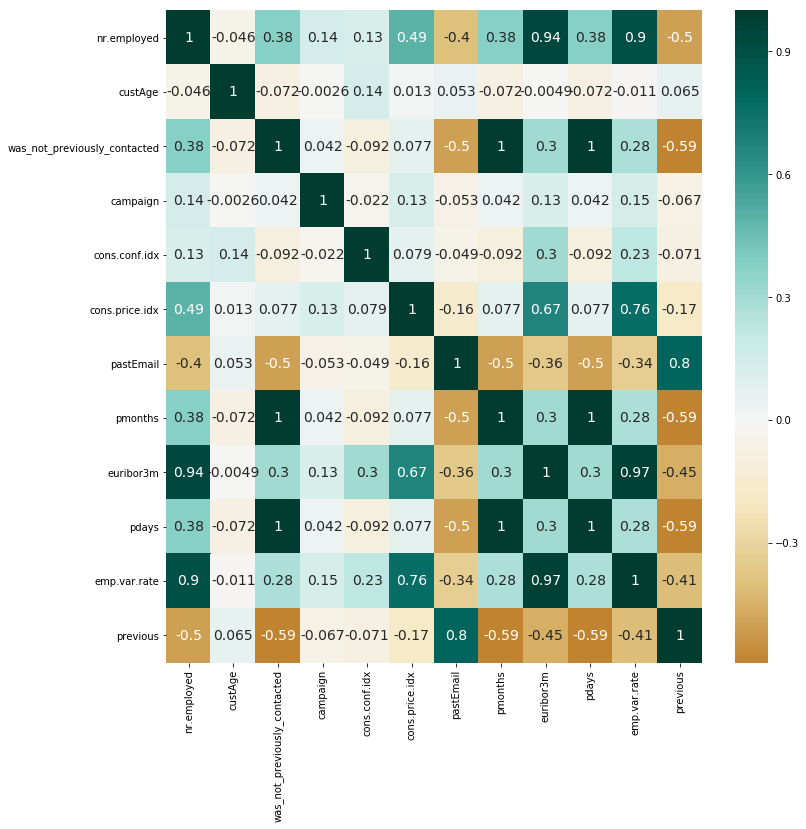 nr.employed 1 -0.046 0.38 0.14 0.13 0.49 -0.4 0.38 0.94 0.9 -0.5
custAge -0.046 1 -0.072 -0.0026 0.14 0.013 0.053 -0.072 -0.0049 -0.072 -0.011 0.065
was_not_previously_contacted 0.38 -0.072 1 0.042 -0.092 0.077 -0.5 1 0.3 1 0.28 -0.59
campaign 0.14 -0.0026 0.042 1 -0.022 0.13 -0.053 0.042 0.13 0.042 0.15 -0.067
cons.conf.idx 0.13 0.14 -0.092 -0.022 1 0.079 -0.049 -0.092 0.3 -0.092 0.23 -0.071
cons.price.idx 0.49 0.013 0.077 0.13 0.079 1 -0.16 0.077 0.67 0.077 0.76 -0.17
pastEmail -0.4 0.053 -0.5 -0.053 -0.049 -0.16 1 -0.5 -0.36 -0.5 -0.34 0.8
pmonths 0.38 -0.072 1 0.042 -0.092 0.077 -0.5 1 0.3 1 0.28 -0.59
euribor3m 0.94 -0.0049 0.3 0.13 0.3 0.67 -0.36 0.3 1 0.3 0.97 -0.45
pdays 0.38 -0.072 1 0.042 -0.092 0.077 -0.5 1 0.3 1 0.28 -0.59
emp.var.rate 0.9 -0.011 0.28 0.15 0.23 0.76 -0.34 0.28 0.97 0.28 1 -0.41
previous -0.5 0.065 -0.59 -0.067 -0.071 -0.17 0.8 -0.59 -0.45 -0.59 -0.41 1
nr.employed
custAge
was_not_previously_contacted
campaign
cons.conf.idx
cons.price.idx
pastEmail
pmonths
euribor3m
pdays
emp.var.rate
previous
0.9
0.6
0.3
0.0
−0.3